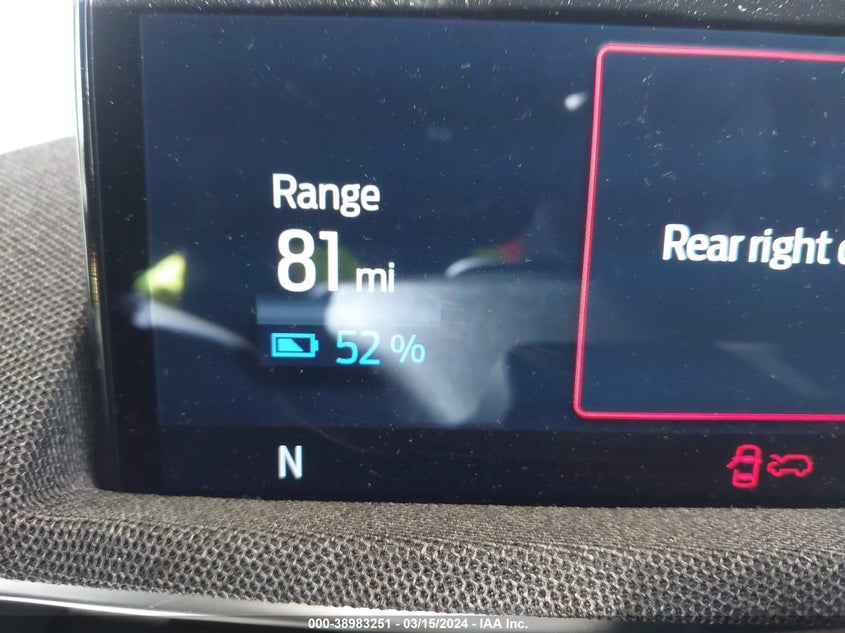 Range
81 mi
52 %
Rear right
N
000-38983251 - 03/15/2024 - IAA Inc.